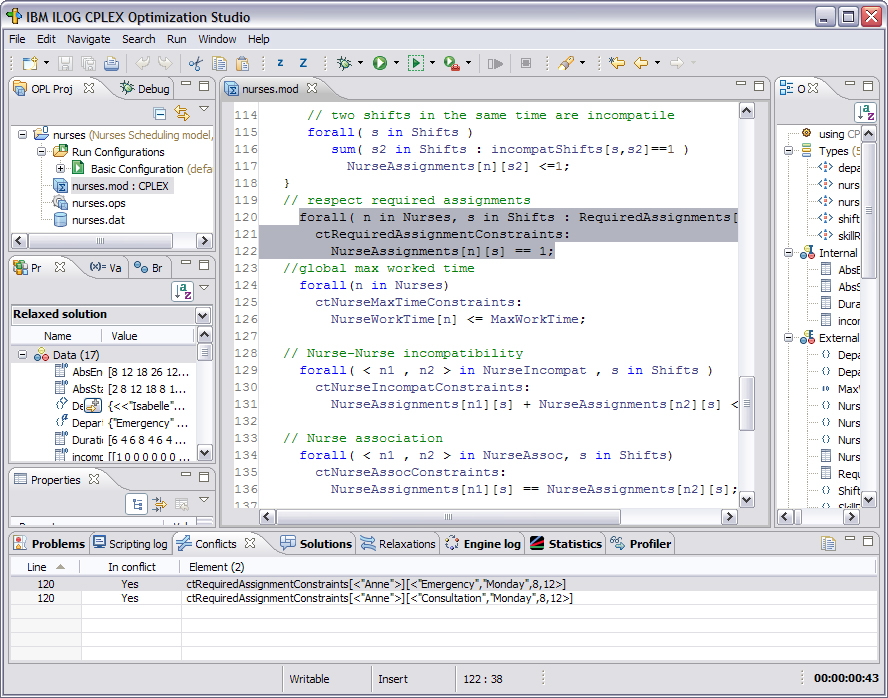 IBM ILOG CPLEX Optimization Studio
File Edit Navigate Search Run Window Help
OPL Proj Debug
nurses (Nurses Scheduling model,
Run Configurations
Basic Configuration (defa
nurses.mod : CPLEX
nurses.ops
nurses.dat
Pr (x)= Va Br
Relaxed solution
Name Value
Data (17)
AbsEn [8 12 18 26 12...
AbsSta [2 8 12 18 8 1...
De {<<"Isabelle"...
Depar {"Emergency" ...
Duratio [6 4 6 8 4 6 4 ...
incomp [[1 0 0 0 0 0 0 ...
Properties
nurses.mod
114 // two shifts in the same time are incompatile
115 forall( s in Shifts )
116 sum( s2 in Shifts : incompatShifts[s,s2]==1 )
117 NurseAssignments[n][s2] <=1;
118 }
119 // respect required assignments
120 forall( n in Nurses, s in Shifts : RequiredAssignments[
121 ctRequiredAssignmentConstraints:
122 NurseAssignments[n][s] == 1;
123 //global max worked time
124 forall(n in Nurses)
125 ctNurseMaxTimeConstraints:
126 NurseWorkTime[n] <= MaxWorkTime;
127
128 // Nurse-Nurse incompatibility
129 forall( < n1 , n2 > in NurseIncompat , s in Shifts )
130 ctNurseIncompatConstraints:
131 NurseAssignments[n1][s] + NurseAssignments[n2][s] <
132
133 // Nurse association
134 forall( < n1 , n2 > in NurseAssoc, s in Shifts)
135 ctNurseAssocConstraints:
136 NurseAssignments[n1][s] == NurseAssignments[n2][s];
137
O
using CP
Types (5
depa
nurs
nurs
shift
skillR
Internal
AbsE
AbsS
Dura
incor
External
Depa
Depa
MaxW
Nurs
Nurs
Nurs
Nurs
Requ
Shift
SkillR
Problems Scripting log Conflicts Solutions Relaxations Engine log Statistics Profiler
Line In conflict Element (2)
120 Yes ctRequiredAssignmentConstraints[<"Anne">][<"Emergency","Monday",8,12>]
120 Yes ctRequiredAssignmentConstraints[<"Anne">][<"Consultation","Monday",8,12>]
Writable Insert 122 : 38 00:00:00:43